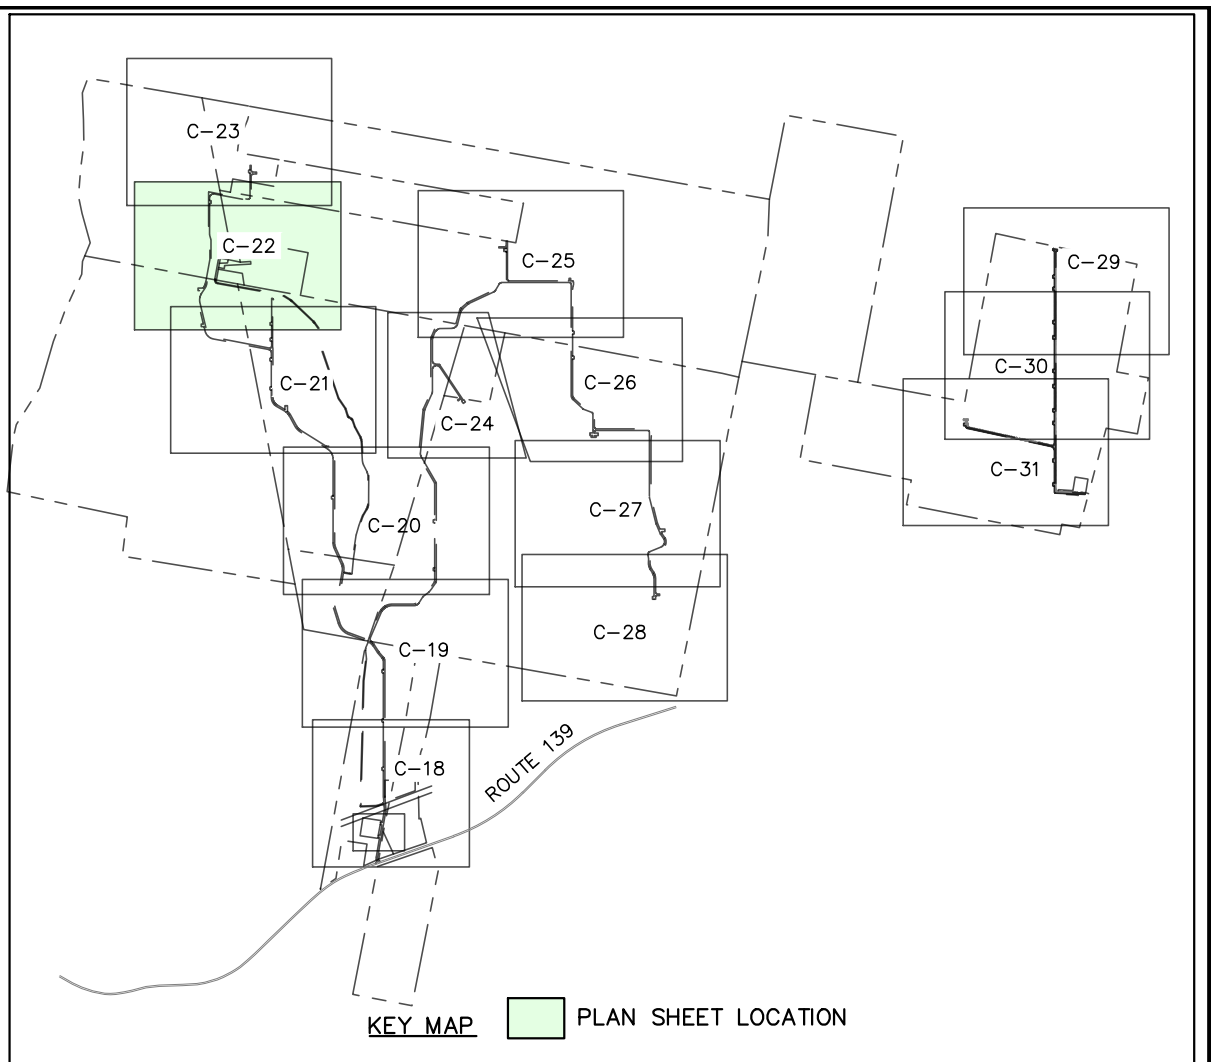 C-23
C-22
C-25
C-29
C-21
C-26
C-30
C-24
C-31
C-20
C-27
C-28
C-19
C-18
ROUTE 139
KEY MAP
PLAN SHEET LOCATION